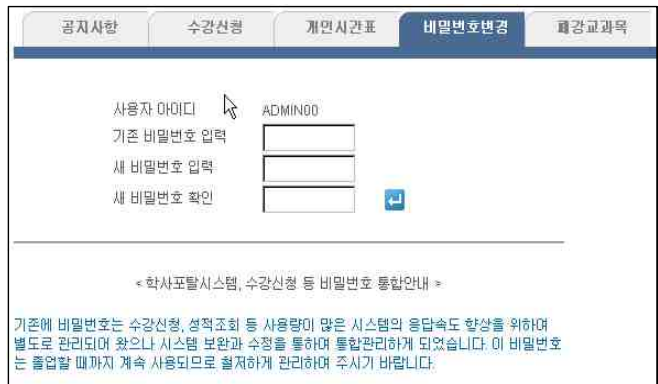 공지사항 수강신청 개인시간표 비밀번호변경 폐강교과목
사용자 아이디 ADMIN00
기존 비밀번호 입력
새 비밀번호 입력
새 비밀번호 확인
< 학사포탈시스템, 수강신청 등 비밀번호 통합안내 >
기존에 비밀번호는 수강신청, 성적조회 등 사용량이 많은 시스템의 응답속도 향상을 위하여
별도로 관리되어 왔으나 시스템 보완과 수정을 통하여 통합관리하게 되었습니다. 이 비밀번호
는 졸업할 때까지 계속 사용되므로 철저하게 관리하여 주시기 바랍니다.